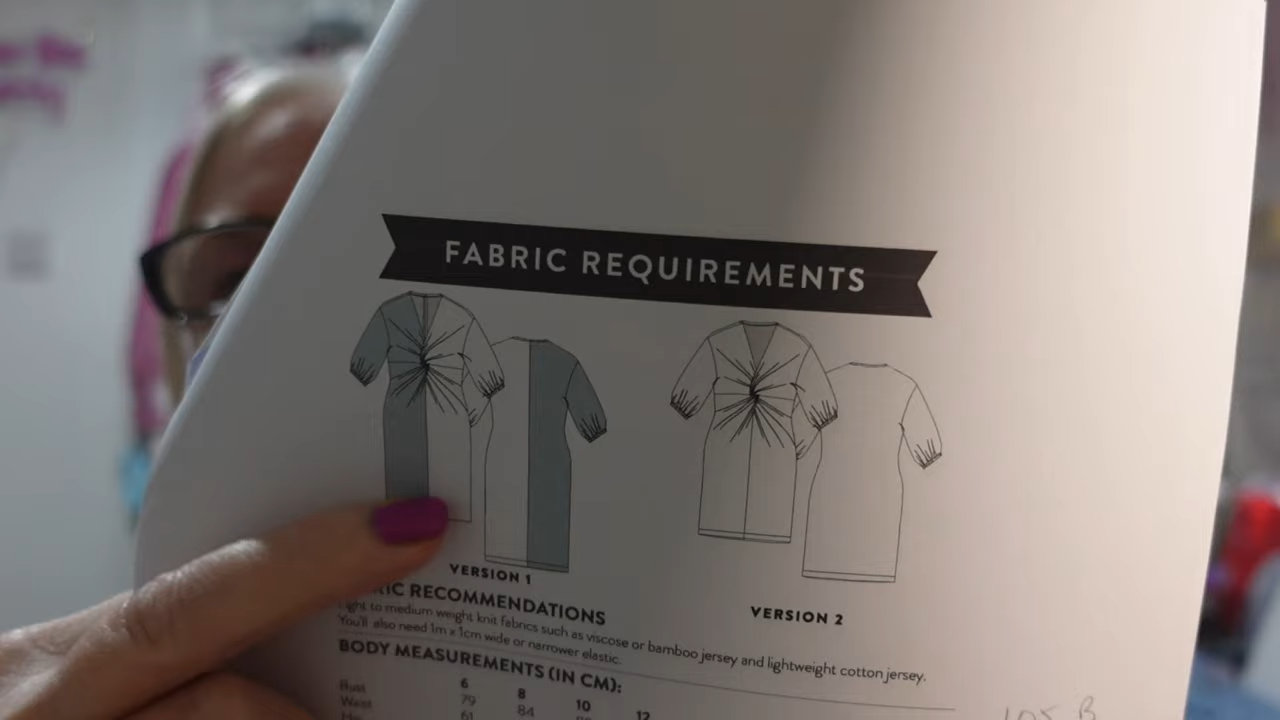 FABRIC REQUIREMENTS
VERSION 1
VERSION 2
RECOMMENDATIONS
to medium weight knit fabrics such as viscose or bamboo jersey and lightweight cotton jersey.
You'll also need 1m x 1cm wide or narrower elastic.
BODY MEASUREMENTS (IN CM):
6 8 10 12
Bust 79 84
Waist 61